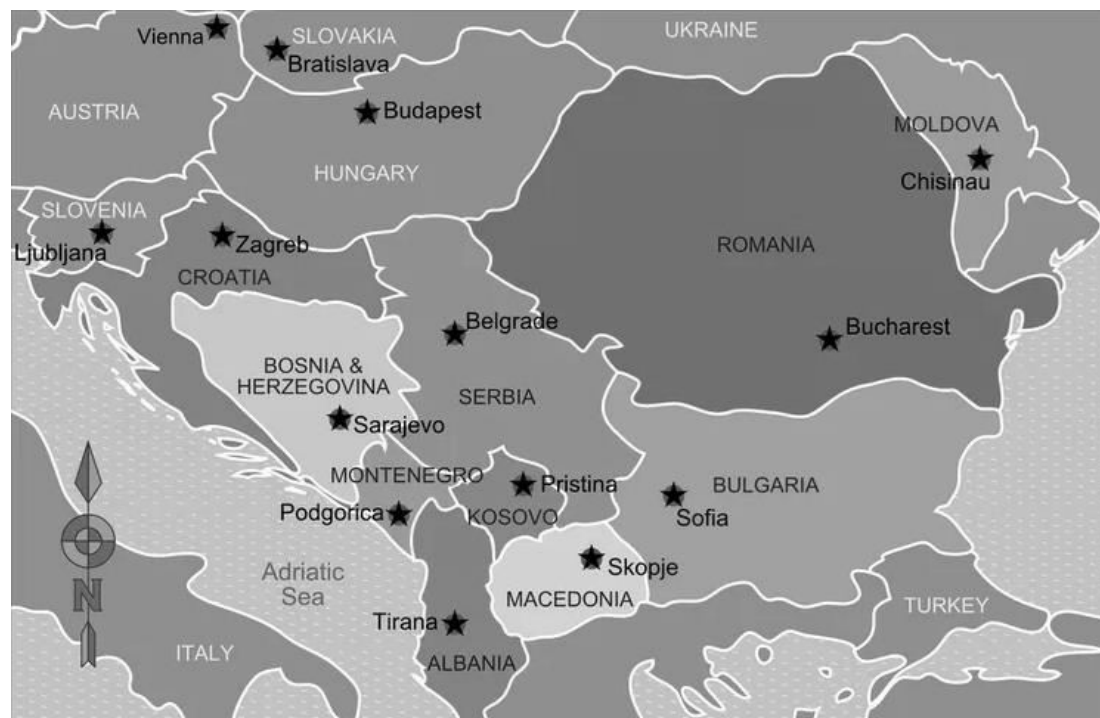 Vienna
SLOVAKIA
Bratislava
UKRAINE
AUSTRIA
Budapest
HUNGARY
MOLDOVA
Chisinau
SLOVENIA
Ljubljana
Zagreb
CROATIA
ROMANIA
Belgrade
Bucharest
BOSNIA &
HERZEGOVINA
SERBIA
Sarajevo
MONTENEGRO
Pristina
BULGARIA
Podgorica
KOSOVO
Sofia
Adriatic
Sea
Skopje
MACEDONIA
N
TURKEY
Tirana
ITALY
ALBANIA